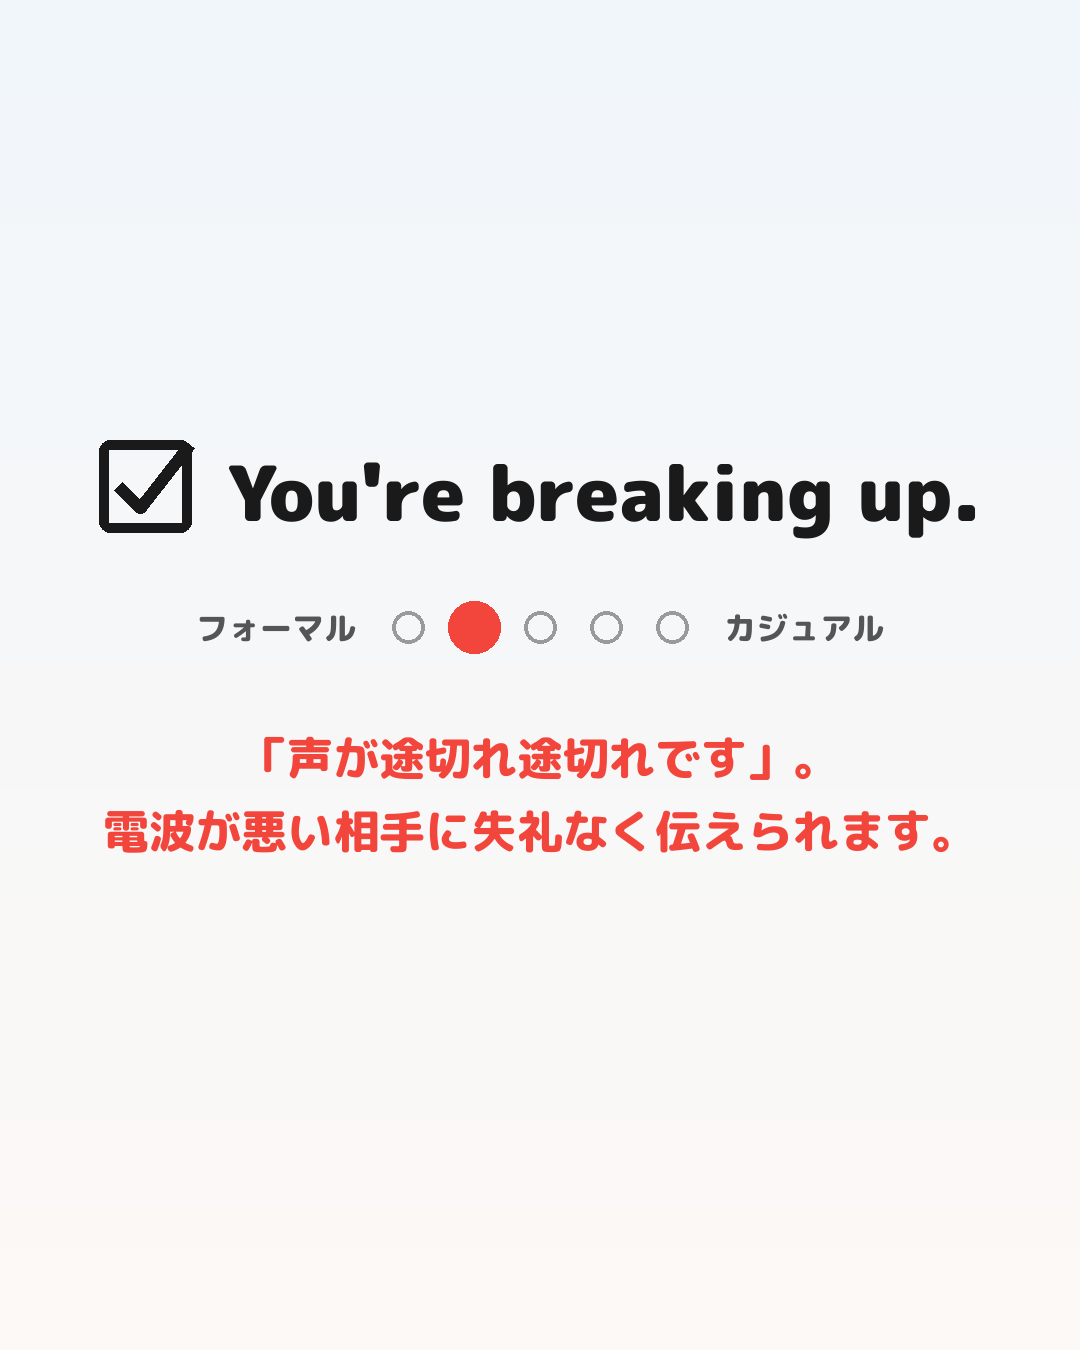 You're breaking up.
フォーマル カジュアル
「声が途切れ途切れです」。
電波が悪い相手に失礼なく伝えられます。